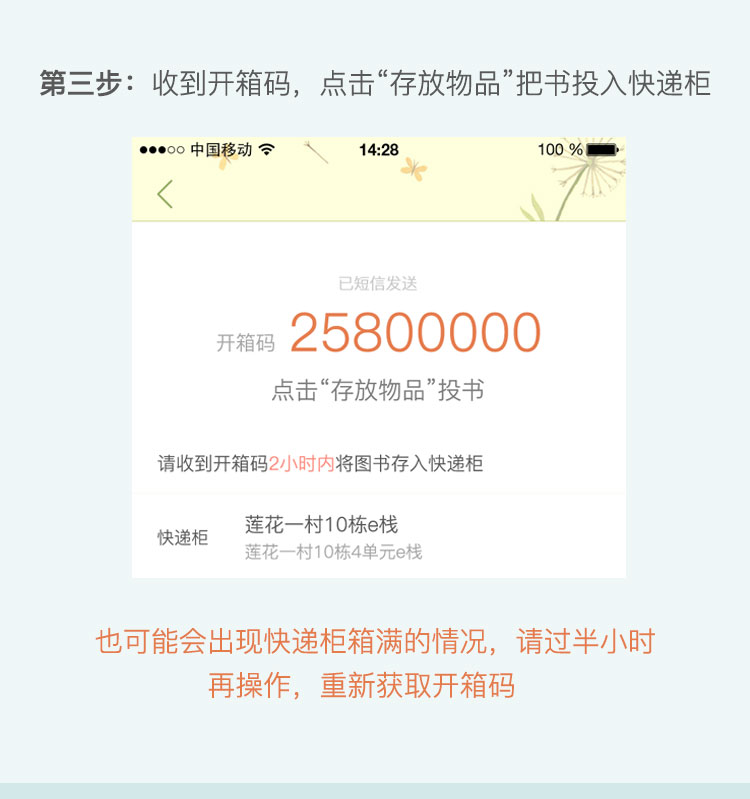 第三步：收到开箱码，点击“存放物品”把书投入快递柜
中国移动 14:28 100 %
已短信发送
开箱码 25800000
点击“存放物品”投书
请收到开箱码2小时内将图书存入快递柜
快递柜 莲花一村10栋e栈
莲花一村10栋4单元e栈
也可能会出现快递柜箱满的情况，请过半小时
再操作，重新获取开箱码